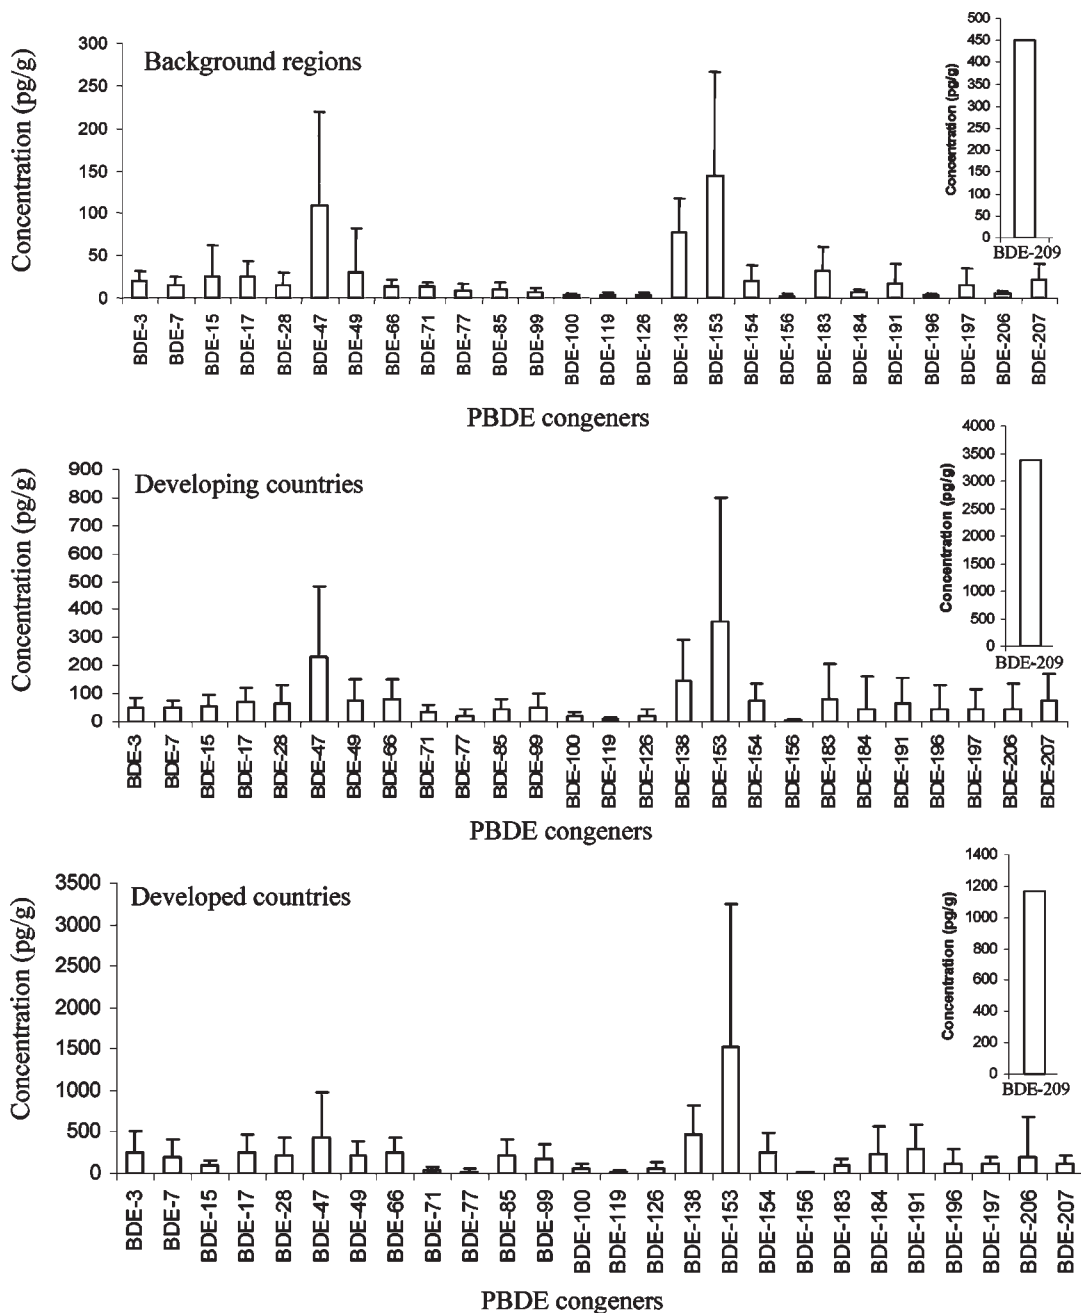 Background regions
Concentration (pg/g)
300
250
200
150
100
50
0
BDE-3
BDE-7
BDE-15
BDE-17
BDE-28
BDE-47
BDE-49
BDE-66
BDE-71
BDE-77
BDE-85
BDE-99
BDE-100
BDE-119
BDE-126
BDE-138
BDE-153
BDE-154
BDE-156
BDE-183
BDE-184
BDE-191
BDE-196
BDE-197
BDE-206
BDE-207
PBDE congeners
Concentration (pg/g)
500
450
400
350
300
250
200
150
100
50
0
BDE-209
Developing countries
Concentration (pg/g)
900
800
700
600
500
400
300
200
100
0
BDE-3
BDE-7
BDE-15
BDE-17
BDE-28
BDE-47
BDE-49
BDE-66
BDE-71
BDE-77
BDE-85
BDE-99
BDE-100
BDE-119
BDE-126
BDE-138
BDE-153
BDE-154
BDE-156
BDE-183
BDE-184
BDE-191
BDE-196
BDE-197
BDE-206
BDE-207
PBDE congeners
Concentration (pg/g)
4000
3500
3000
2500
2000
1500
1000
500
0
BDE-209
Developed countries
Concentration (pg/g)
3500
3000
2500
2000
1500
1000
500
0
BDE-3
BDE-7
BDE-15
BDE-17
BDE-28
BDE-47
BDE-49
BDE-66
BDE-71
BDE-77
BDE-85
BDE-99
BDE-100
BDE-119
BDE-126
BDE-138
BDE-153
BDE-154
BDE-156
BDE-183
BDE-184
BDE-191
BDE-196
BDE-197
BDE-206
BDE-207
PBDE congeners
Concentration (pg/g)
1400
1200
1000
800
600
400
200
0
BDE-209